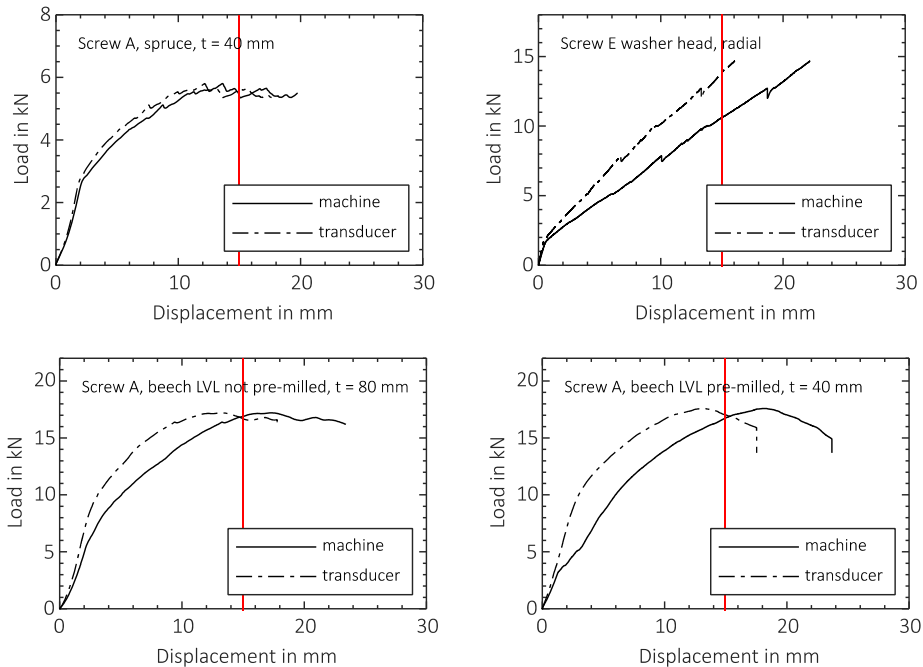 8
6
4
2
0
Load in kN
Screw A, spruce, t = 40 mm
machine
transducer
0 10 20 30
Displacement in mm
15
10
5
0
Load in kN
Screw E washer head, radial
machine
transducer
0 10 20 30
Displacement in mm
20
15
10
5
0
Load in kN
Screw A, beech LVL not pre-milled, t = 80 mm
machine
transducer
0 10 20 30
Displacement in mm
20
15
10
5
0
Load in kN
Screw A, beech LVL pre-milled, t = 40 mm
machine
transducer
0 10 20 30
Displacement in mm